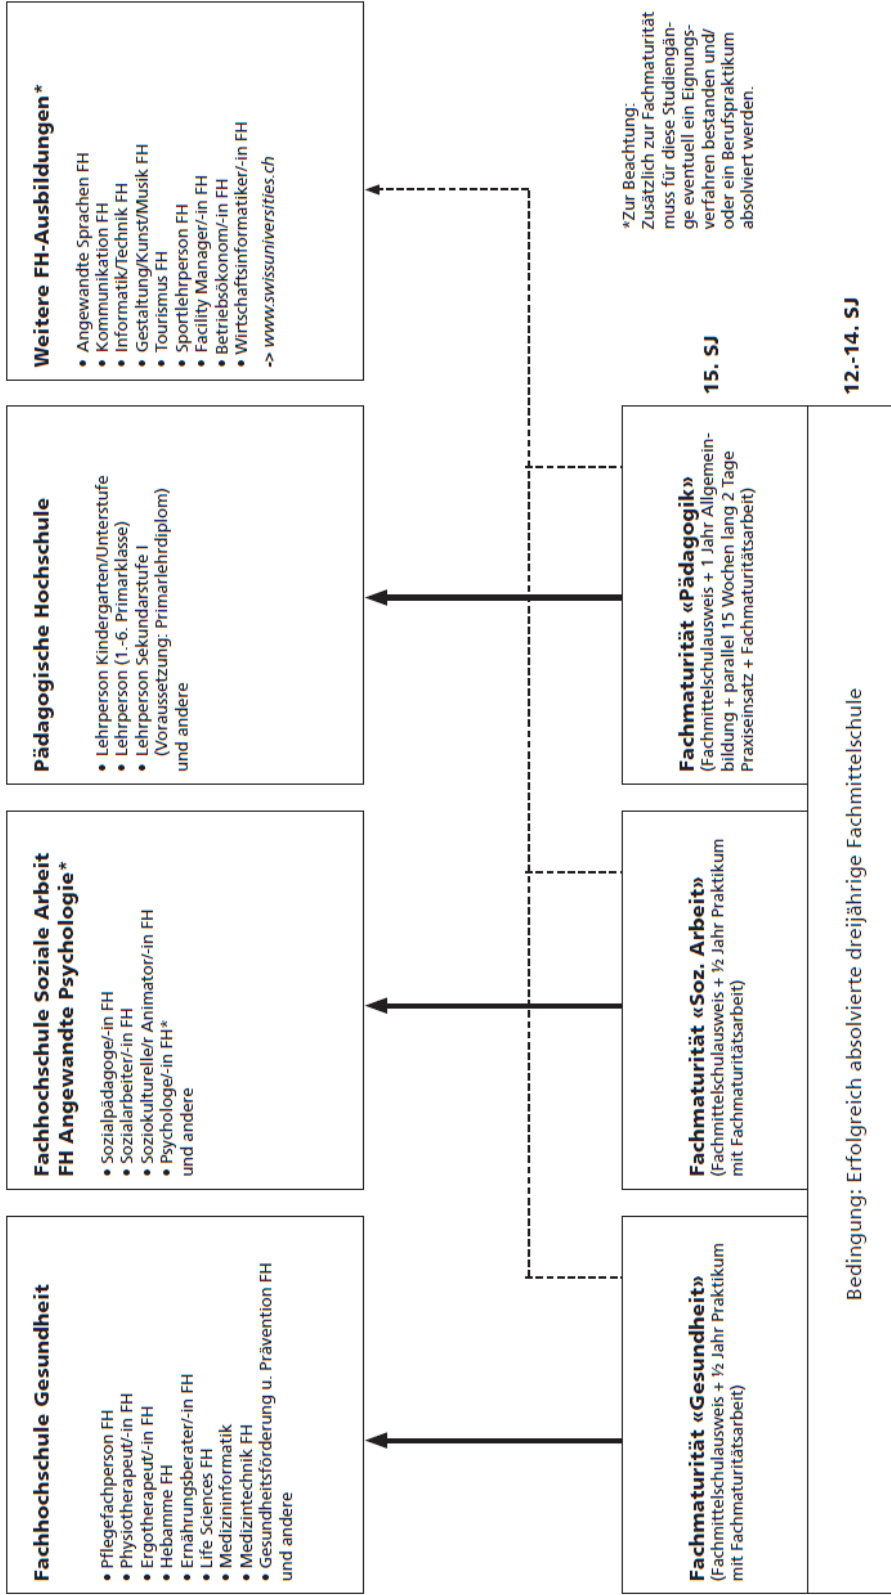 Fachhochschule Gesundheit
• Pflegefachperson FH
• Physiotherapeut/-in FH
• Ergotherapeut/-in FH
• Hebamme FH
• Ernährungsberater/-in FH
• Life Sciences FH
• Medizininformatik
• Medizintechnik FH
• Gesundheitsförderung u. Prävention FH
und andere
Fachhochschule Soziale Arbeit
FH Angewandte Psychologie*
• Sozialpädagoge/-in FH
• Sozialarbeiter/-in FH
• Soziokulturelle/r Animator/-in FH
• Psychologe/-in FH*
und andere
Pädagogische Hochschule
• Lehrperson Kindergarten/Unterstufe
• Lehrperson (1.-6. Primarklasse)
• Lehrperson Sekundarstufe I
(Voraussetzung: Primarlehrdiplom)
und andere
Weitere FH-Ausbildungen*
• Angewandte Sprachen FH
• Kommunikation FH
• Informatik/Technik FH
• Gestaltung/Kunst/Musik FH
• Tourismus FH
• Sportlehrperson FH
• Facility Manager/-in FH
• Betriebsökonom/-in FH
• Wirtschaftsinformatiker/-in FH
-> www.swissuniversities.ch
Fachmaturität «Gesundheit»
(Fachmittelschulausweis + ½ Jahr Praktikum
mit Fachmaturitätsarbeit)
Fachmaturität «Soz. Arbeit»
(Fachmittelschulausweis + ½ Jahr Praktikum
mit Fachmaturitätsarbeit)
Fachmaturität «Pädagogik»
(Fachmittelschulausweis + 1 Jahr Allgemein-
bildung + parallel 15 Wochen lang 2 Tage
Praxiseinsatz + Fachmaturitätsarbeit)
15. SJ
*Zur Beachtung:
Zusätzlich zur Fachmaturität
muss für diese Studiengän-
ge eventuell ein Eignungs-
verfahren bestanden und/
oder ein Berufspraktikum
absolviert werden.
Bedingung: Erfolgreich absolvierte dreijährige Fachmittelschule
12.-14. SJ